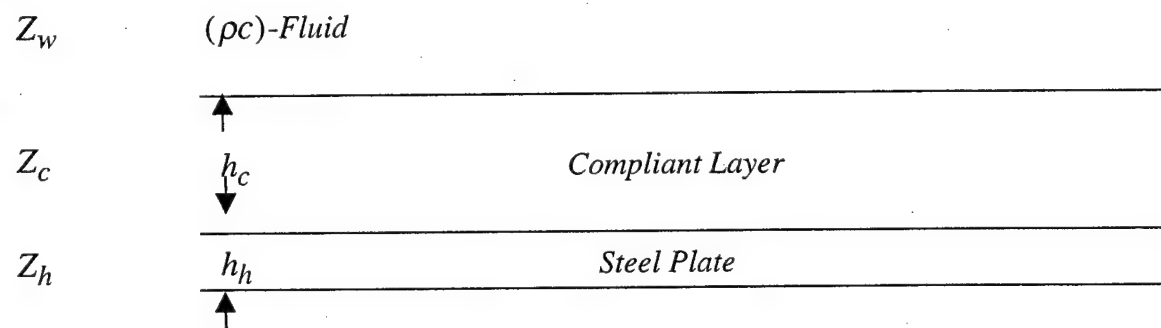 Z_w (ρc)-Fluid
Z_c h_c Compliant Layer
Z_h h_h Steel Plate